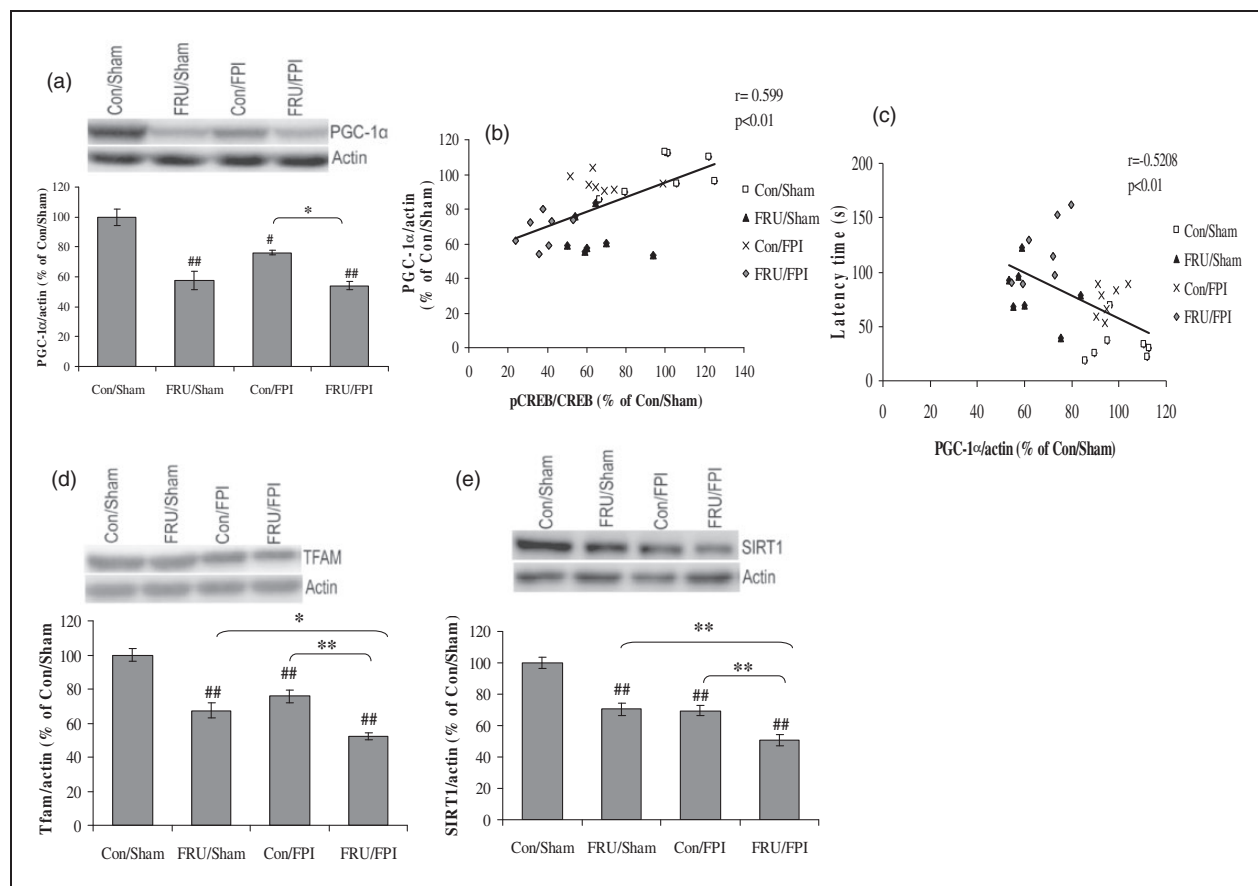 (a)
Con/Sham
FRU/Sham
Con/FPI
FRU/FPI
PGC-1α
Actin
PGC-1α/actin (% of Con/Sham)
120
100
80
60
40
20
0
##
#
*
##
Con/Sham FRU/Sham Con/FPI FRU/FPI
(b)
r= 0.599
p<0.01
PGC-1α/actin
(% of Con/Sham)
140
120
100
80
60
40
20
0
0 20 40 60 80 100 120 140
pCREB/CREB (% of Con/Sham)
Con/Sham
FRU/Sham
Con/FPI
FRU/FPI
(c)
r=-0.5208
p<0.01
Latency time (s)
200
150
100
50
0
0 20 40 60 80 100 120
PGC-1α/actin (% of Con/Sham)
Con/Sham
FRU/Sham
Con/FPI
FRU/FPI
(d)
Con/Sham
FRU/Sham
Con/FPI
FRU/FPI
TFAM
Actin
Tfam/actin (% of Con/Sham
120
100
80
60
40
20
0
*
**
##
##
##
Con/Sham FRU/Sham Con/FPI FRU/FPI
(e)
Con/Sham
FRU/Sham
Con/FPI
FRU/FPI
SIRT1
Actin
SIRT1/actin (% of Con/Sham)
120
100
80
60
40
20
0
**
**
##
##
##
Con/Sham FRU/Sham Con/FPI FRU/FPI